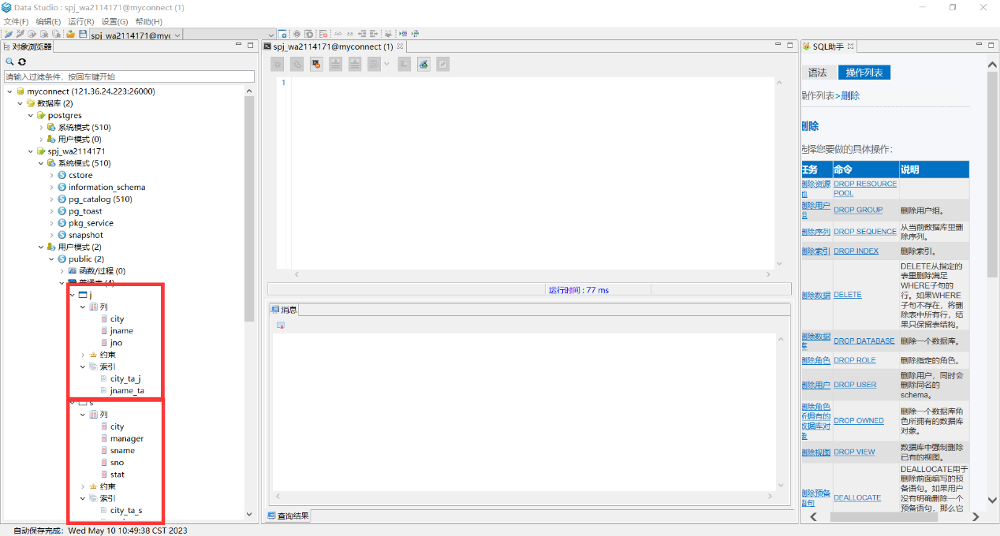 Data Studio : spj_wa2114171@myconnect (1)
文件(F) 编辑(E) 运行(R) 设置(G) 帮助(H)
spj_wa2114171@myc
对象浏览器
请输入过滤条件，按回车键开始
myconnect (121.36.24.223:26000)
数据库 (2)
postgres
系统模式 (510)
用户模式 (0)
spj_wa2114171
系统模式 (510)
cstore
information_schema
pg_catalog (510)
pg_toast
pkg_service
snapshot
用户模式 (2)
public (2)
函数/过程 (0)
普通表 (4)
j
列
city
jname
jno
约束
索引
city_ta_j
jname_ta
s
列
city
manager
sname
sno
stat
约束
索引
city_ta_s
自动保存完成：Wed May 10 10:49:38 CST 2023
spj_wa2114171@myconnect (1)
1
运行时间 : 77 ms
消息
查询结果
SQL助手
语法 操作列表
操作列表>删除
删除
选择您要做的具体操作：
任务 命令 说明
删除资源池 DROP RESOURCE
POOL
删除用户组 DROP GROUP 删除用户组。
删除序列 DROP SEQUENCE 从当前数据库里删
除序列。
删除索引 DROP INDEX 删除索引。
删除数据 DELETE DELETE从指定的
表里删除满足
WHERE子句的
行。如果WHERE
子句不存在，将删
除表中所有行，结
果只保留表结构。
删除数据库 DROP DATABASE 删除一个数据库。
删除角色 DROP ROLE 删除指定的角色。
删除用户 DROP USER 删除用户，同时会
删除同名的
schema。
删除角色
所拥有的
数据库对
象 DROP OWNED 删除一个数据库角
色所拥有的数据库
对象。
删除视图 DROP VIEW 数据库中强制删除
已有的视图。
删除预备
语句 DEALLOCATE DEALLOCATE用于
删除前面编写的预
备语句。如果用户
没有明确删除一个
预备语句，那么它